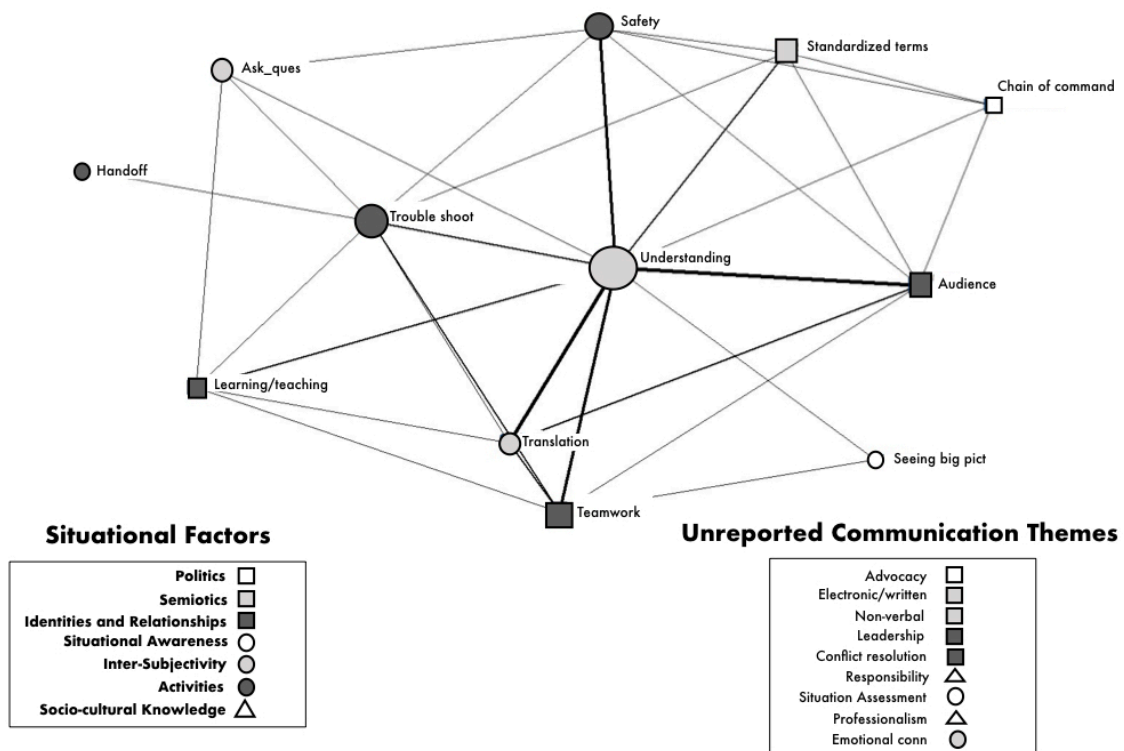 Safety
Standardized terms
Ask_ques
Chain of command
Handoff
Trouble shoot
Understanding
Audience
Learning/teaching
Translation
Seeing big pict
Teamwork
Situational Factors
Politics
Semiotics
Identities and Relationships
Situational Awareness
Inter-Subjectivity
Activities
Socio-cultural Knowledge
Unreported Communication Themes
Advocacy
Electronic/written
Non-verbal
Leadership
Conflict resolution
Responsibility
Situation Assessment
Professionalism
Emotional conn